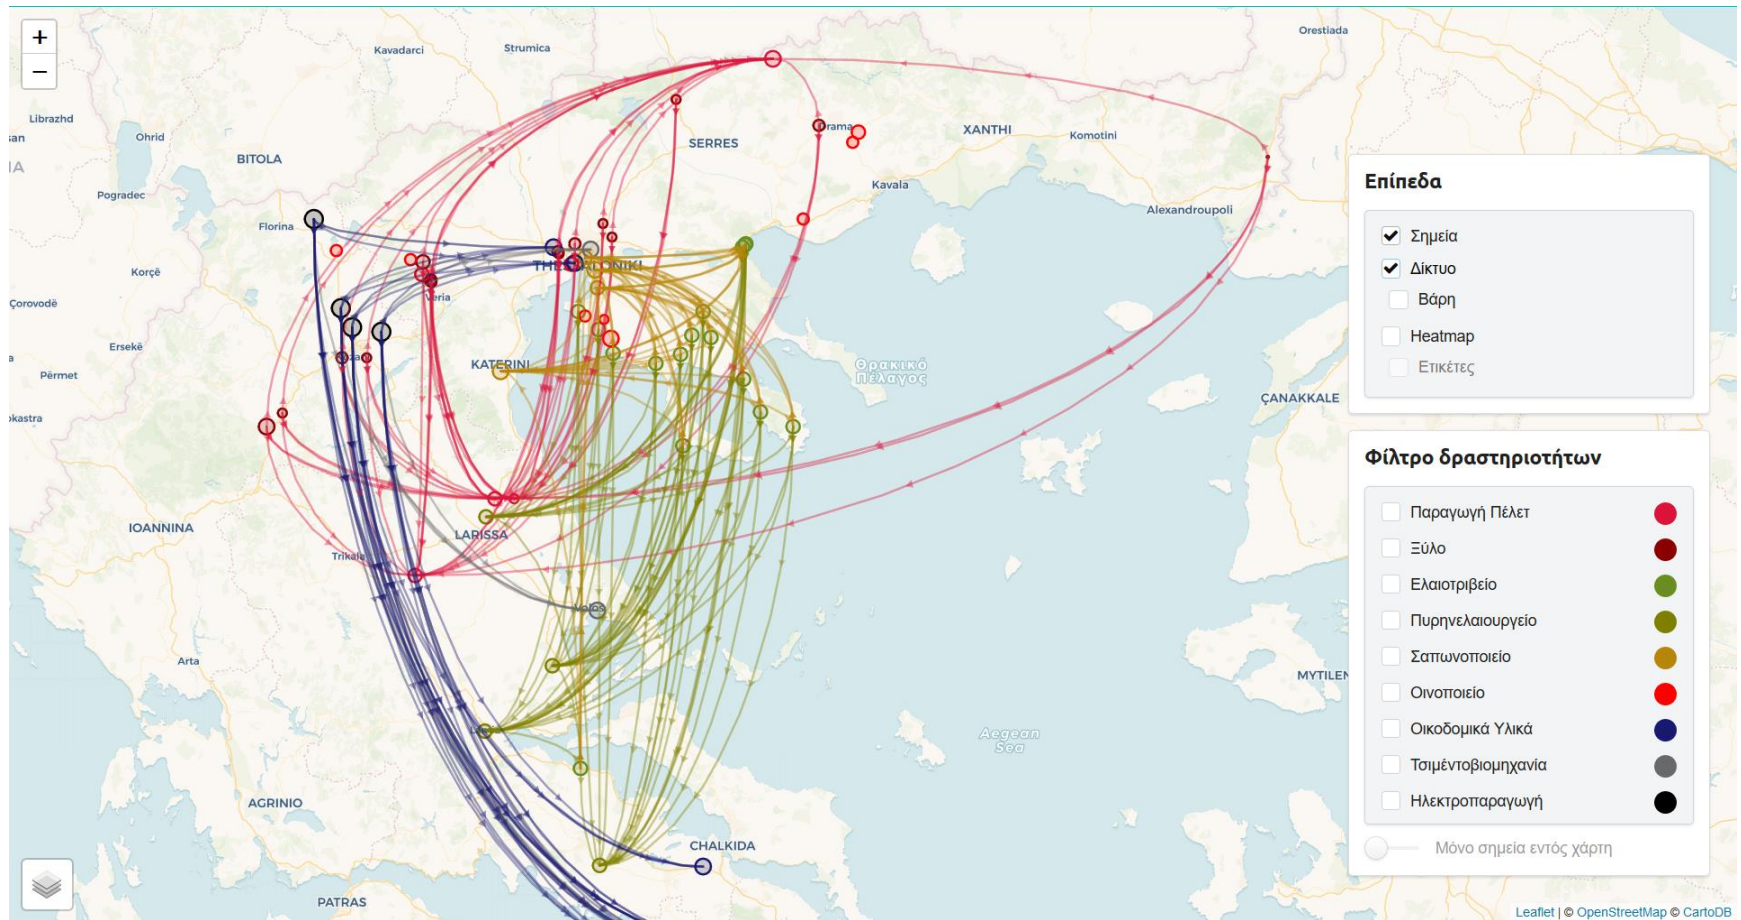 +
−
Orestiada
Kavadarci
Strumica
Librazhd
Ohrid
BITOLA
SERRES
Drama
XANTHI
Komotini
Pogradec
Kavala
Alexandroupoli
Florina
Korçë
THESSALONIKI
Veria
Çorovodë
Ersekë
Përmet
KATERINI
Θρακικό
Πέλαγος
ÇANAKKALE
IOANNINA
LARISSA
Trikala
Volos
Arta
MYTILEN
Aegean
Sea
AGRINIO
CHALKIDA
PATRAS
Επίπεδα
Σημεία
Δίκτυο
Βάρη
Heatmap
Ετικέτες
Φίλτρο δραστηριοτήτων
Παραγωγή Πέλετ
Ξύλο
Ελαιοτριβείο
Πυρηνελαιουργείο
Σαπωνοποιείο
Οινοποιείο
Οικοδομικά Υλικά
Τσιμέντοβιομηχανία
Ηλεκτροπαραγωγή
Μόνο σημεία εντός χάρτη
Leaflet | © OpenStreetMap © CartoDB